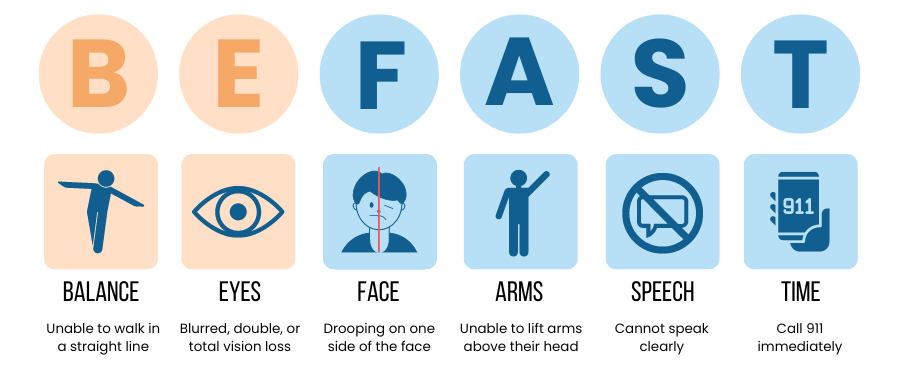 B E F A S T
911
BALANCE EYES FACE ARMS SPEECH TIME
Unable to walk in
a straight line
Blurred, double, or
total vision loss
Drooping on one
side of the face
Unable to lift arms
above their head
Cannot speak
clearly
Call 911
immediately